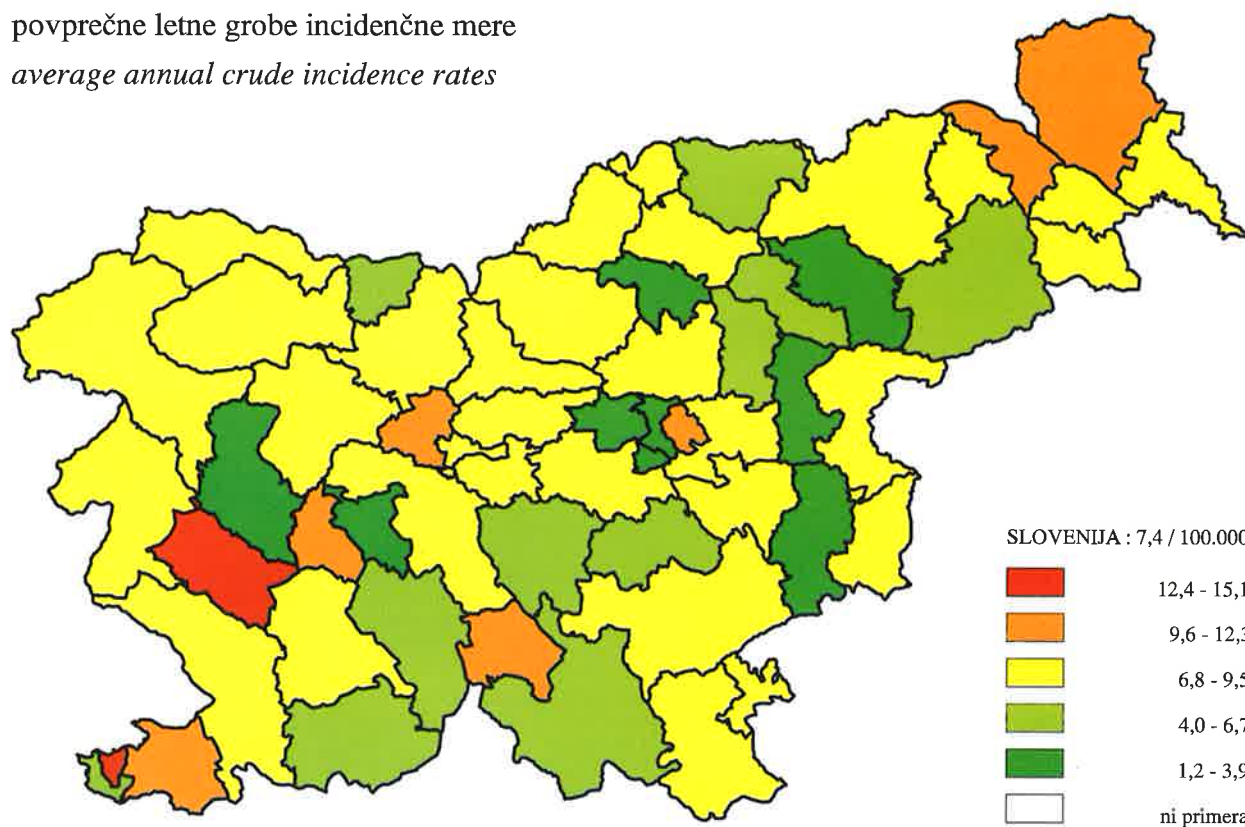 povprečne letne grobe incidenčne mere
average annual crude incidence rates
SLOVENIJA : 7,4 / 100.000
12,4 - 15,1
9,6 - 12,3
6,8 - 9,5
4,0 - 6,7
1,2 - 3,9
ni primera